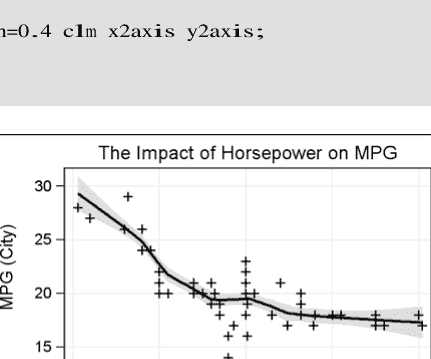 =0.4 clm x2axis y2axis;
The Impact of Horsepower on MPG
30
25
20
15
MPG (City)